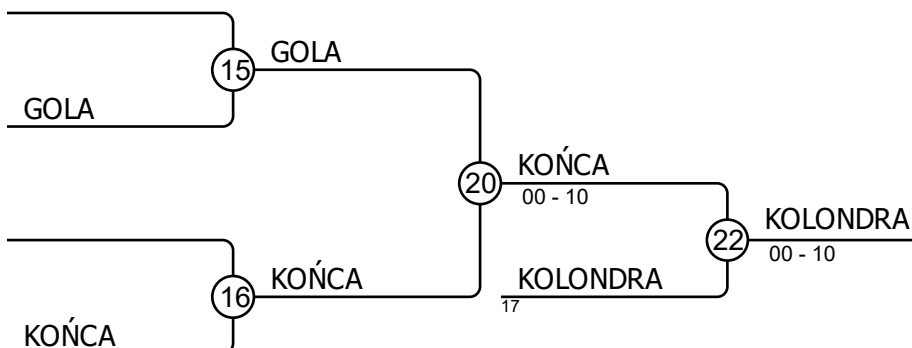 GOLA
15
GOLA
KOŃCA
20
00 - 10
KOLONDRA
22
00 - 10
KOŃCA
16
KOLONDRA
17
KOŃCA